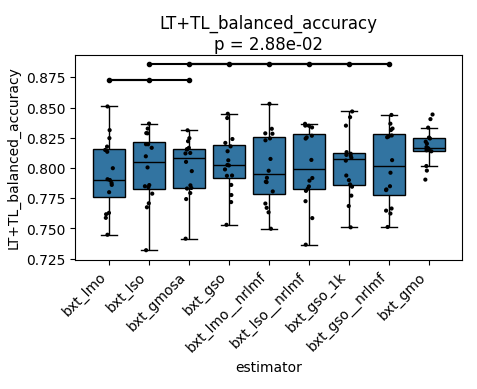 LT+TL_balanced_accuracy
p = 2.88e-02
LT+TL_balanced_accuracy
0.875
0.850
0.825
0.800
0.775
0.750
0.725
bxt_lmo
bxt_lso
bxt_gmosa
bxt_gso
bxt_lmo__nrlmf
bxt_lso__nrlmf
bxt_gso_1k
bxt_gso__nrlmf
bxt_gmo
estimator